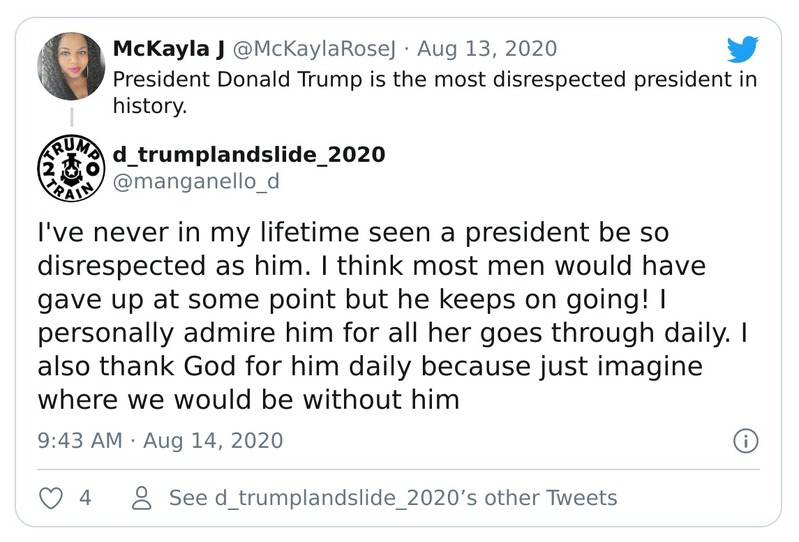 McKayla J @McKaylaRoseJ · Aug 13, 2020
President Donald Trump is the most disrespected president in
history.
TRUMP
2 0
TRAIN
d_trumplandslide_2020
@manganello_d
I've never in my lifetime seen a president be so
disrespected as him. I think most men would have
gave up at some point but he keeps on going! I
personally admire him for all her goes through daily. I
also thank God for him daily because just imagine
where we would be without him
9:43 AM · Aug 14, 2020
4 See d_trumplandslide_2020’s other Tweets